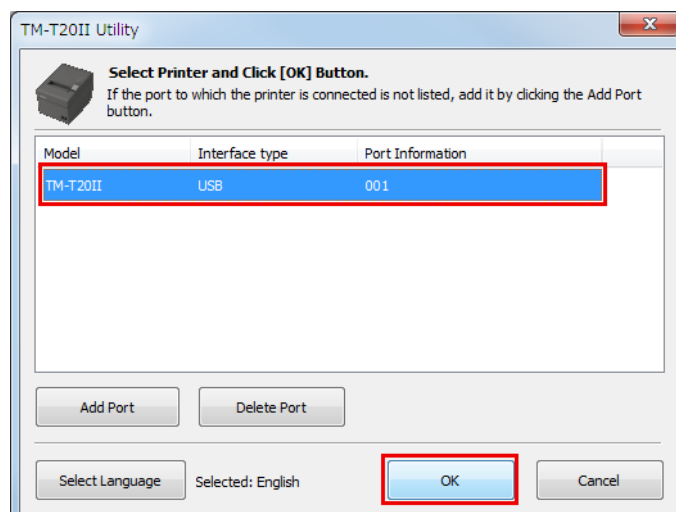 TM-T20II Utility
Select Printer and Click [OK] Button.
If the port to which the printer is connected is not listed, add it by clicking the Add Port
button.
Model Interface type Port Information
TM-T20II USB 001
Add Port Delete Port
Select Language Selected: English OK Cancel